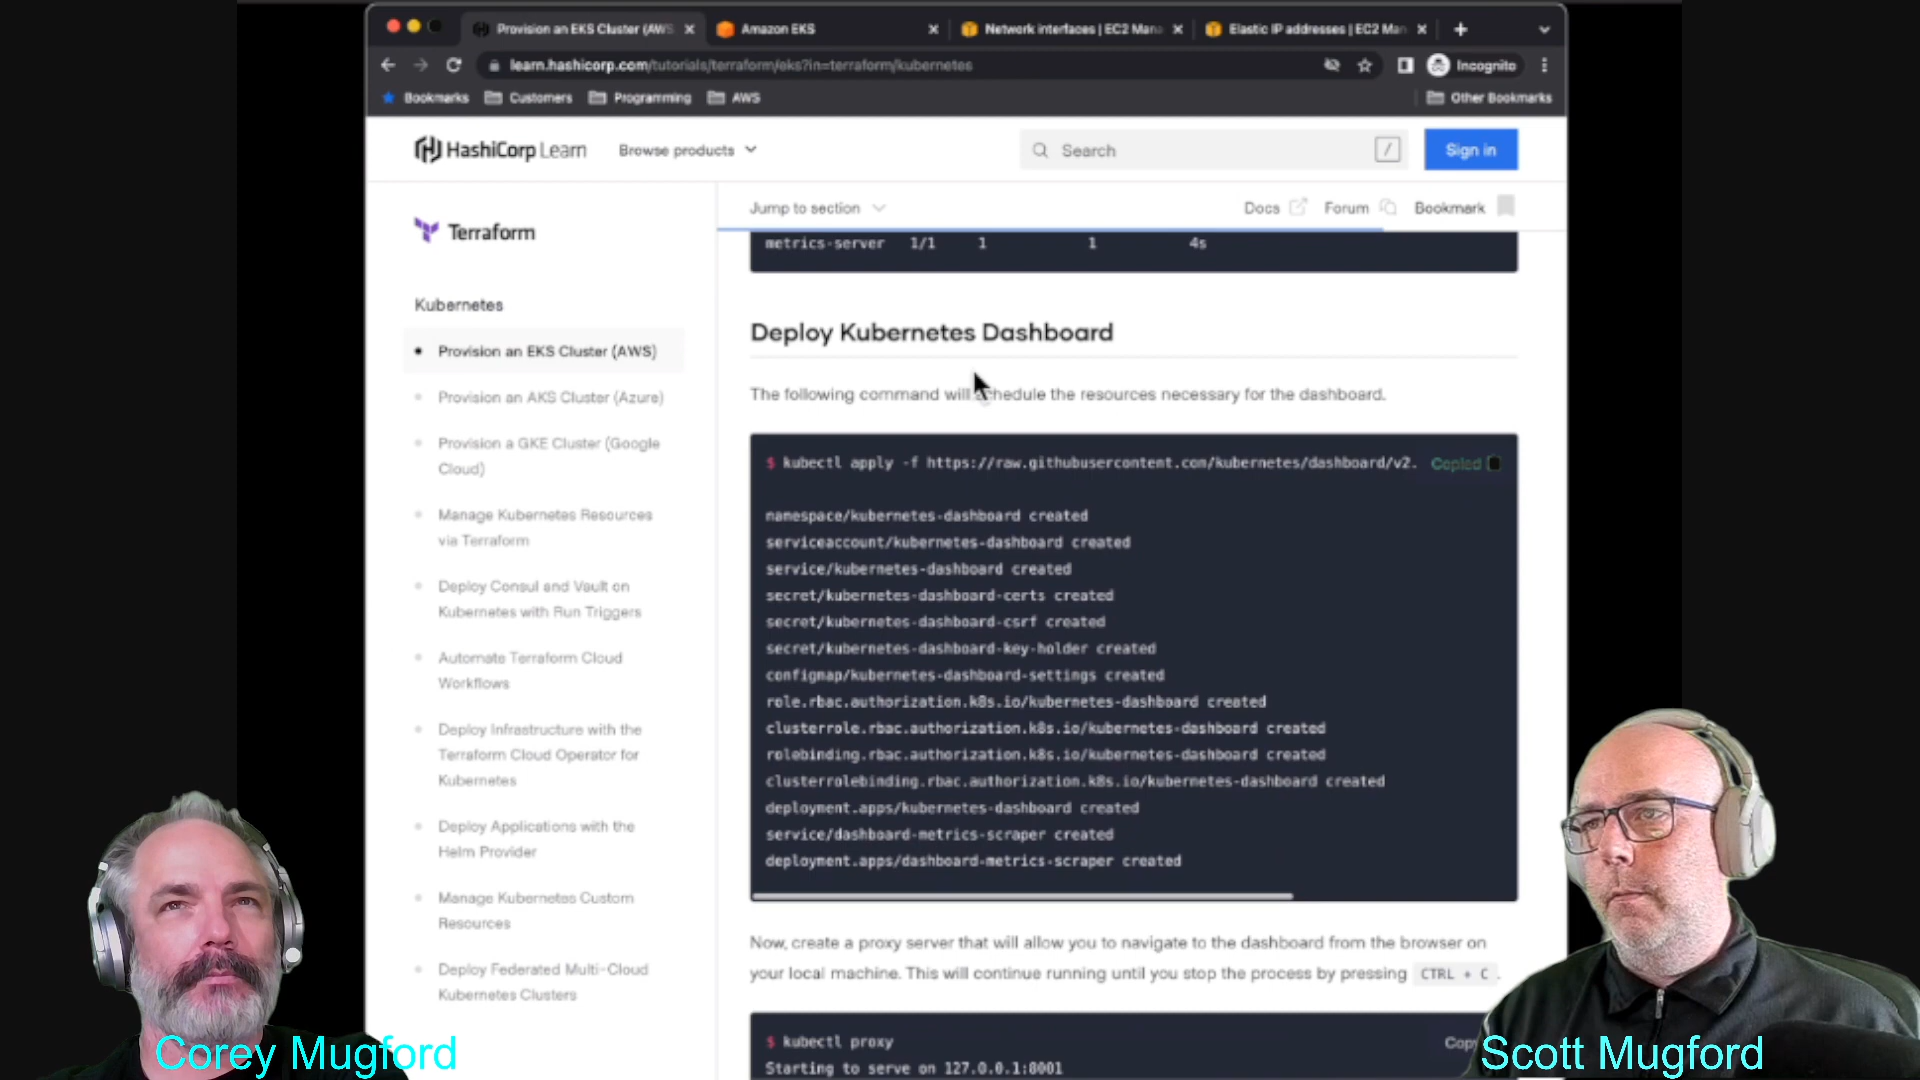 Provision an EKS Cluster (AWS
Amazon EKS
Network interfaces | EC2 Mana
Elastic IP addresses | EC2 Man
learn.hashicorp.com/tutorials/terraform/eks?in=terraform/kubernetes
Incognito
Bookmarks
Customers
Programming
AWS
Other Bookmarks
HashiCorp Learn
Browse products
Search
/
Sign in
Terraform
Kubernetes
Provision an EKS Cluster (AWS)
Provision an AKS Cluster (Azure)
Provision a GKE Cluster (Google
Cloud)
Manage Kubernetes Resources
via Terraform
Deploy Consul and Vault on
Kubernetes with Run Triggers
Automate Terraform Cloud
Workflows
Deploy Infrastructure with the
Terraform Cloud Operator for
Kubernetes
Deploy Applications with the
Helm Provider
Manage Kubernetes Custom
Resources
Deploy Federated Multi-Cloud
Kubernetes Clusters
Jump to section
Docs
Forum
Bookmark
metrics-server 1/1 1 1 4s
Deploy Kubernetes Dashboard
The following command will schedule the resources necessary for the dashboard.
$ kubectl apply -f https://raw.githubusercontent.com/kubernetes/dashboard/v2.
Copied
namespace/kubernetes-dashboard created
serviceaccount/kubernetes-dashboard created
service/kubernetes-dashboard created
secret/kubernetes-dashboard-certs created
secret/kubernetes-dashboard-csrf created
secret/kubernetes-dashboard-key-holder created
configmap/kubernetes-dashboard-settings created
role.rbac.authorization.k8s.io/kubernetes-dashboard created
clusterrole.rbac.authorization.k8s.io/kubernetes-dashboard created
rolebinding.rbac.authorization.k8s.io/kubernetes-dashboard created
clusterrolebinding.rbac.authorization.k8s.io/kubernetes-dashboard created
deployment.apps/kubernetes-dashboard created
service/dashboard-metrics-scraper created
deployment.apps/dashboard-metrics-scraper created
Now, create a proxy server that will allow you to navigate to the dashboard from the browser on
your local machine. This will continue running until you stop the process by pressing CTRL + C.
$ kubectl proxy
Copy
Starting to serve on 127.0.0.1:8001
Corey Mugford
Scott Mugford